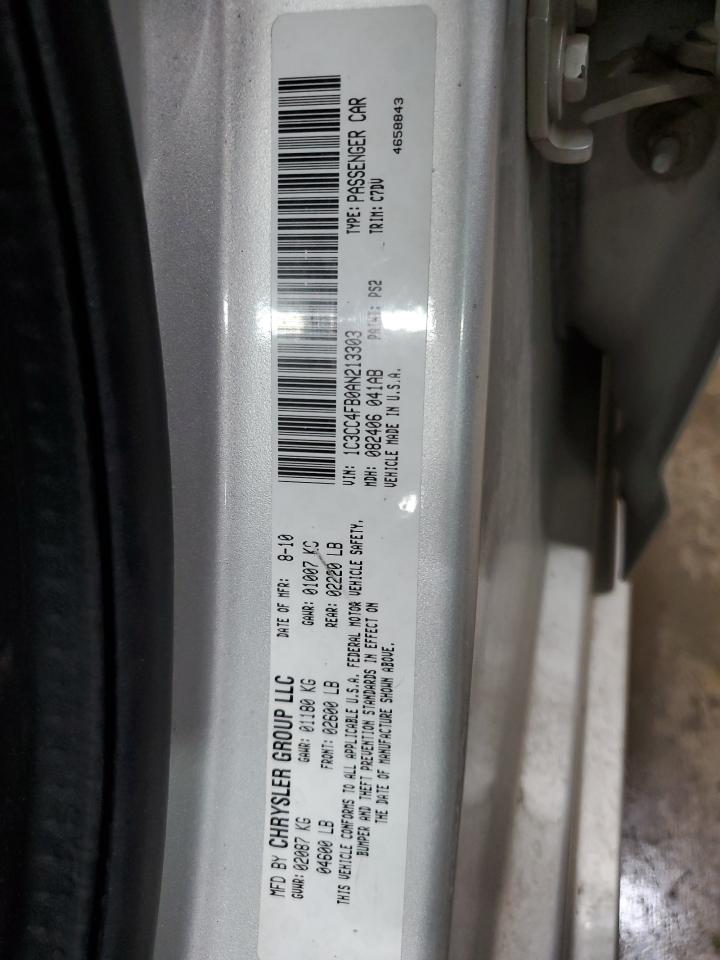 MFD BY CHRYSLER GROUP LLC
DATE OF MFR: 8-10
GVWR: 02087 KG
GAWR: 01180 KG
GAWR: 01007 KG
04600 LB
FRONT: 02600 LB
REAR: 02220 LB
THIS VEHICLE CONFORMS TO ALL APPLICABLE U.S.A. FEDERAL MOTOR VEHICLE SAFETY,
BUMPER AND THEFT PREVENTION STANDARDS IN EFFECT ON
THE DATE OF MANUFACTURE SHOWN ABOVE.
VIN: 1C3CC4FB0AN213303
TYPE: PASSENGER CAR
MDH: 082406 041AB
PAINT: PS2
TRIM: C7DV
VEHICLE MADE IN U.S.A.
4658843